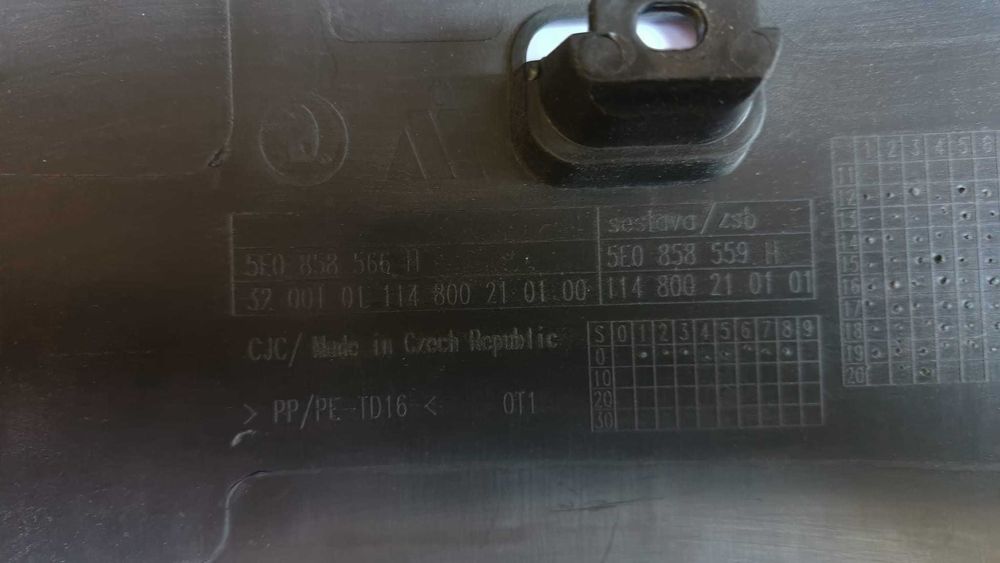 sestava/zsb
5E0 858 566 H
5E0 858 559 H
32 001 01 114 800 21 01 00
114 800 21 01 01
CJC/ Made in Czech Republic
> PP/PE-TD16 < OT1
S 0 1 2 3 4 5 6 7 8 9
0
10
20
30
1 2 3 4 5 6
11
12
13
14
15
16
17
18
19
20